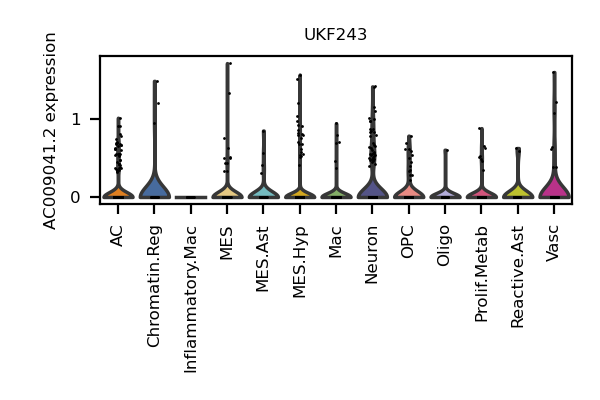 UKF243
AC009041.2 expression
1
0
AC
Chromatin.Reg
Inflammatory.Mac
MES
MES.Ast
MES.Hyp
Mac
Neuron
OPC
Oligo
Prolif.Metab
Reactive.Ast
Vasc